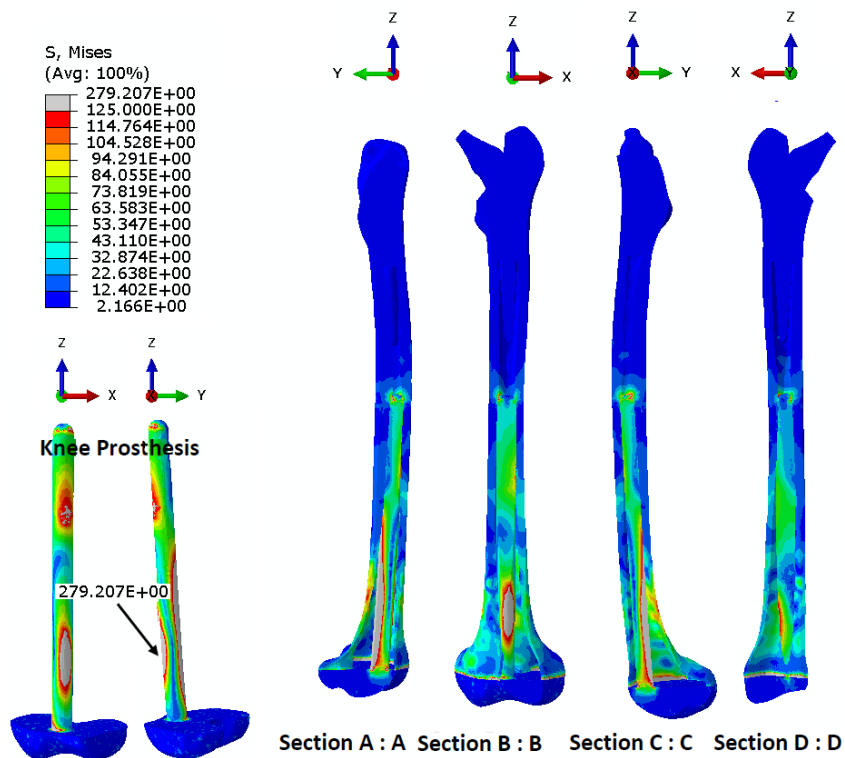 S, Mises
(Avg: 100%)
279.207E+00
125.000E+00
114.764E+00
104.528E+00
94.291E+00
84.055E+00
73.819E+00
63.583E+00
53.347E+00
43.110E+00
32.874E+00
22.638E+00
12.402E+00
2.166E+00
Z
Y
Z
X
Z
X
Y
Z
X
Y
Z
X
Z
X
Y
Knee Prosthesis
279.207E+00
Section A : A
Section B : B
Section C : C
Section D : D